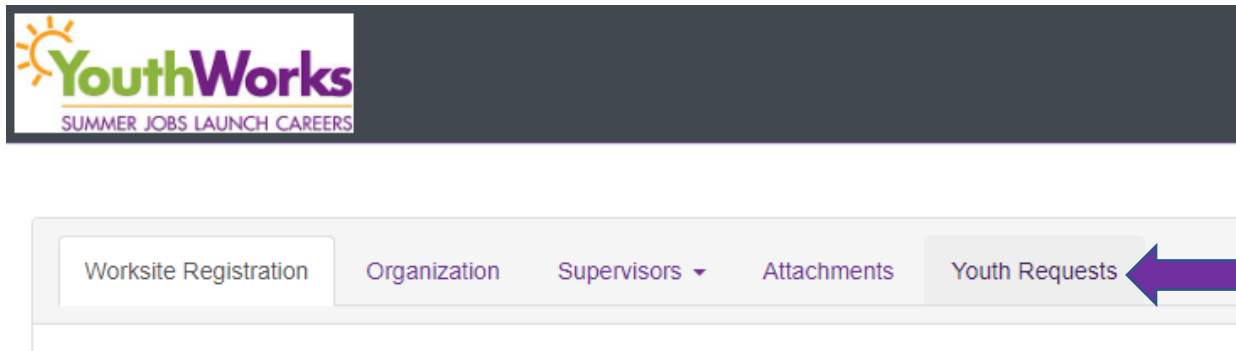 YouthWorks
SUMMER JOBS LAUNCH CAREERS
Worksite Registration Organization Supervisors Attachments Youth Requests